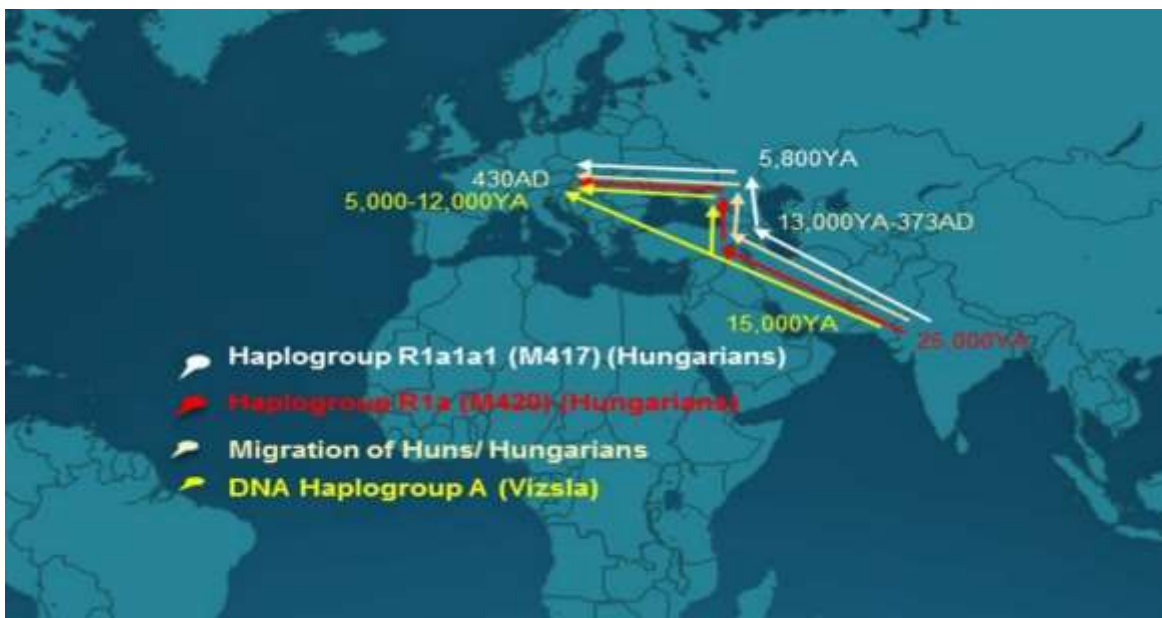 5,800YA
430AD
5,000-12,000YA
13,000YA-373AD
15,000YA
25,000YA
Haplogroup R1a1a1 (M417) (Hungarians)
Haplogroup R1a (M420) (Hungarians)
Migration of Huns/ Hungarians
DNA Haplogroup A (Vizsla)